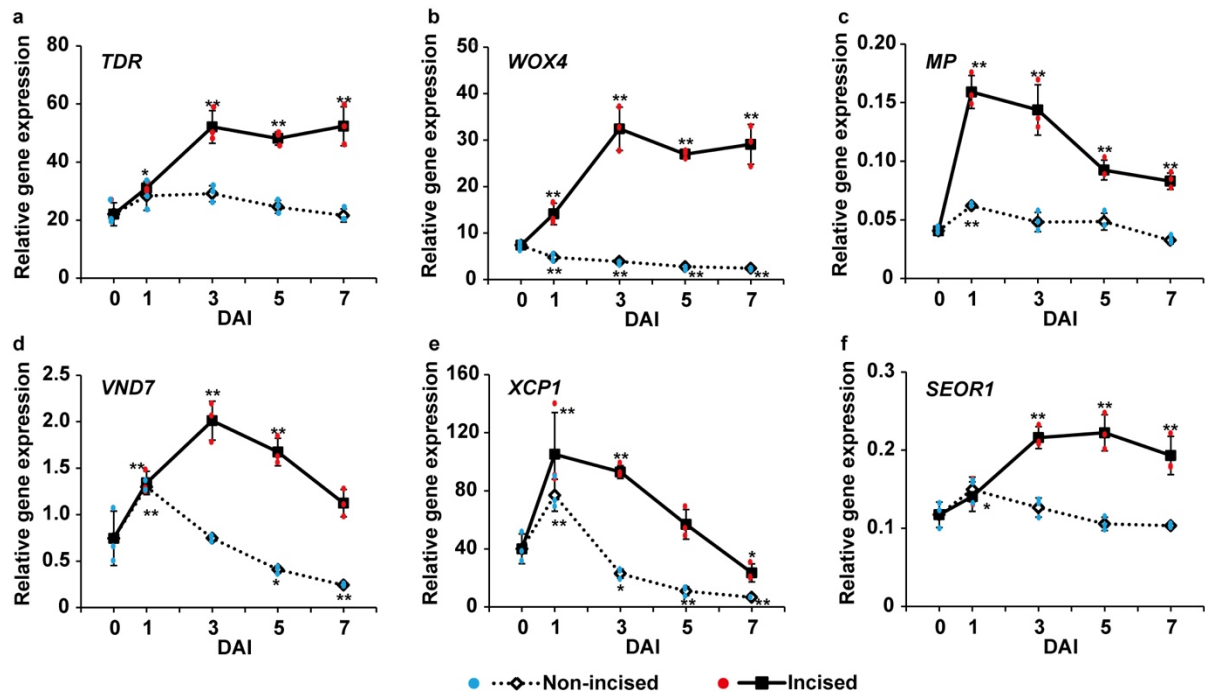 a
TDR
Relative gene expression
80
60
40
20
0
*
**
**
**
0 1 3 5 7
DAI
b
WOX4
Relative gene expression
50
40
30
20
10
0
**
**
**
**
**
**
**
**
0 1 3 5 7
DAI
c
MP
Relative gene expression
0.20
0.15
0.10
0.05
0
**
**
**
**
**
0 1 3 5 7
DAI
d
VND7
Relative gene expression
2.5
2.0
1.5
1.0
0.5
0
**
**
**
**
*
**
0 1 3 5 7
DAI
e
XCP1
Relative gene expression
160
120
80
40
0
**
**
*
**
*
**
**
0 1 3 5 7
DAI
f
SEOR1
Relative gene expression
0.3
0.2
0.1
0
*
**
**
**
0 1 3 5 7
DAI
Non-incised Incised